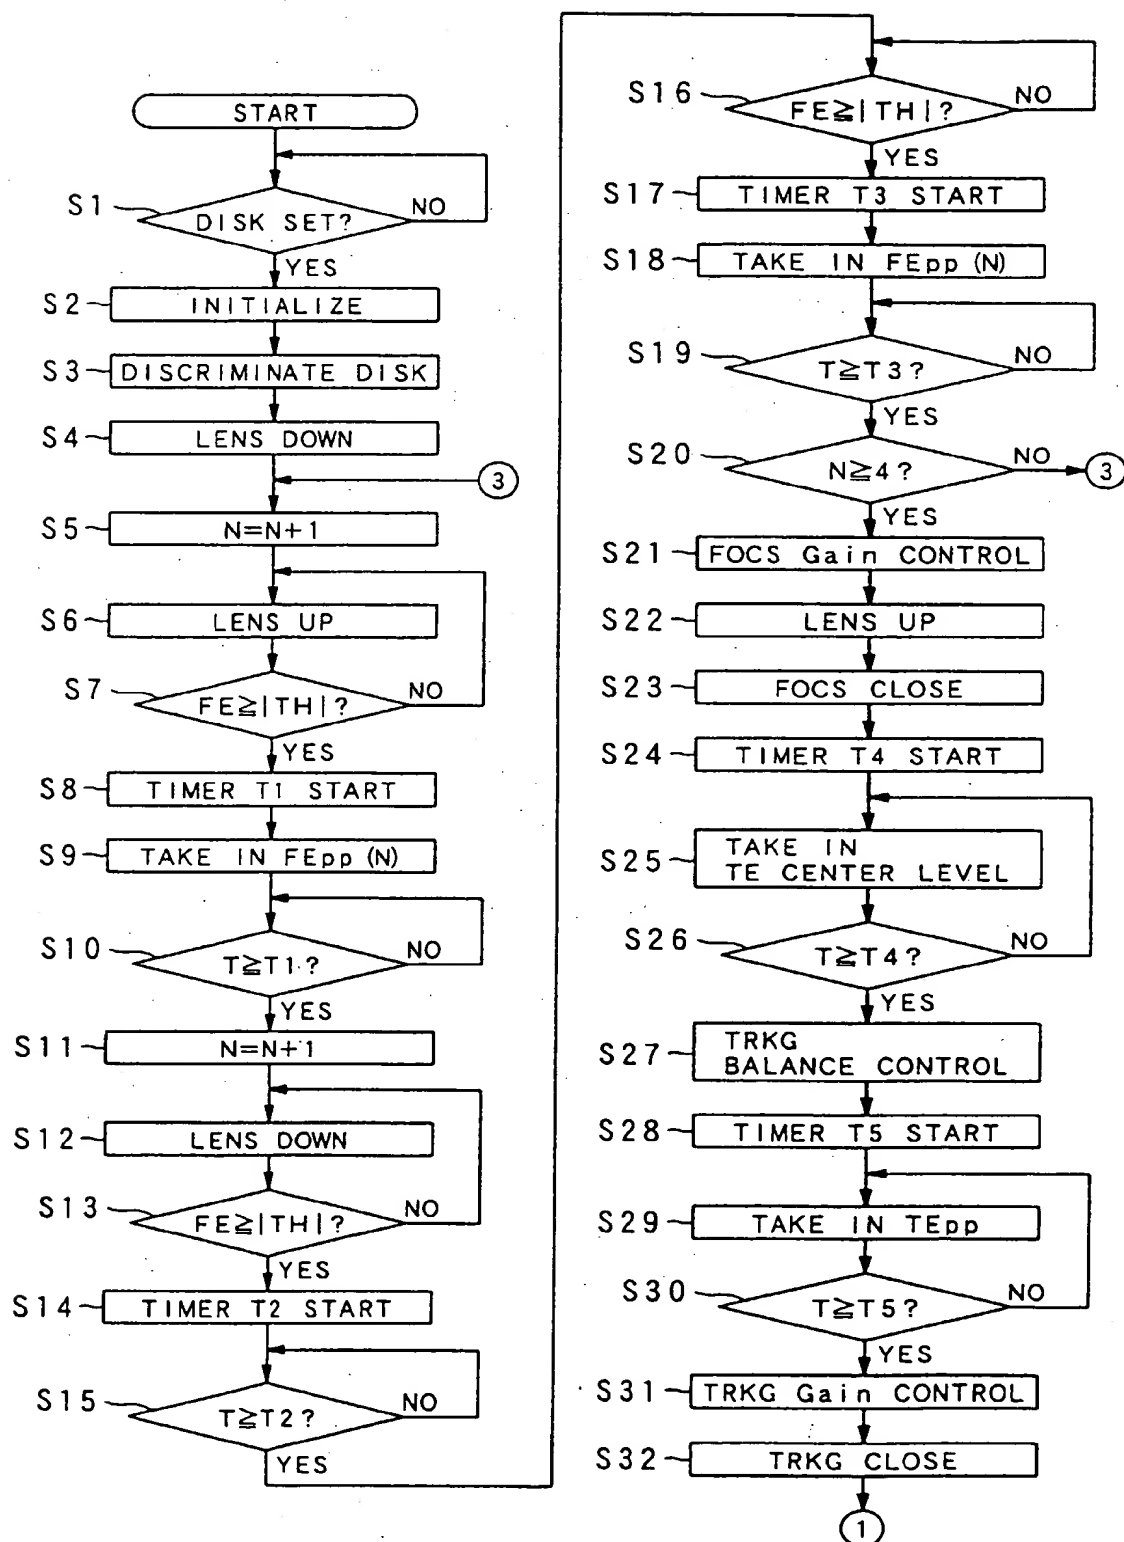 START
S1
DISK SET?
NO
YES
S2
INITIALIZE
S3
DISCRIMINATE DISK
S4
LENS DOWN
3
S5
N=N+1
S6
LENS UP
S7
FE≧|TH|?
NO
YES
S8
TIMER T1 START
S9
TAKE IN FEpp (N)
S10
T≧T1?
NO
YES
S11
N=N+1
S12
LENS DOWN
S13
FE≧|TH|?
NO
YES
S14
TIMER T2 START
S15
T≧T2?
NO
YES
S16
FE≧|TH|?
NO
YES
S17
TIMER T3 START
S18
TAKE IN FEpp (N)
S19
T≧T3?
NO
YES
S20
N≧4?
NO
3
YES
S21
FOCS Gain CONTROL
S22
LENS UP
S23
FOCS CLOSE
S24
TIMER T4 START
S25
TAKE IN
TE CENTER LEVEL
S26
T≧T4?
NO
YES
S27
TRKG
BALANCE CONTROL
S28
TIMER T5 START
S29
TAKE IN TEpp
S30
T≧T5?
NO
YES
S31
TRKG Gain CONTROL
S32
TRKG CLOSE
1